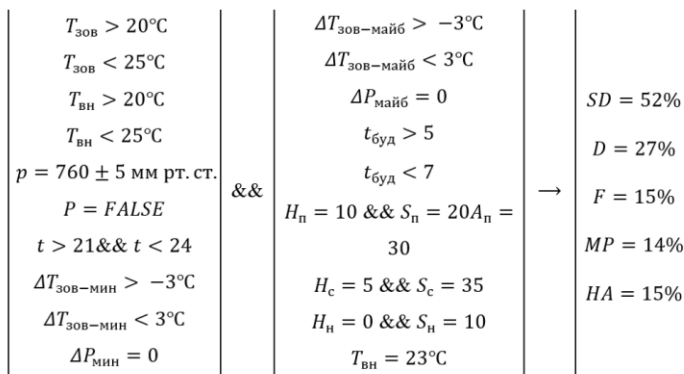 T_зов > 20°C
T_зов < 25°C
T_вн > 20°C
T_вн < 25°C
p = 760 ± 5 мм рт. ст.
P = FALSE
t > 21&& t < 24
ΔT_зов−мин > −3°C
ΔT_зов−мин < 3°C
ΔP_мин = 0
&&
ΔT_зов−майб > −3°C
ΔT_зов−майб < 3°C
ΔP_майб = 0
t_буд > 5
t_буд < 7
H_п = 10 && S_п = 20A_п =
30
H_с = 5 && S_с = 35
H_н = 0 && S_н = 10
T_вн = 23°C
→
SD = 52%
D = 27%
F = 15%
MP = 14%
HA = 15%